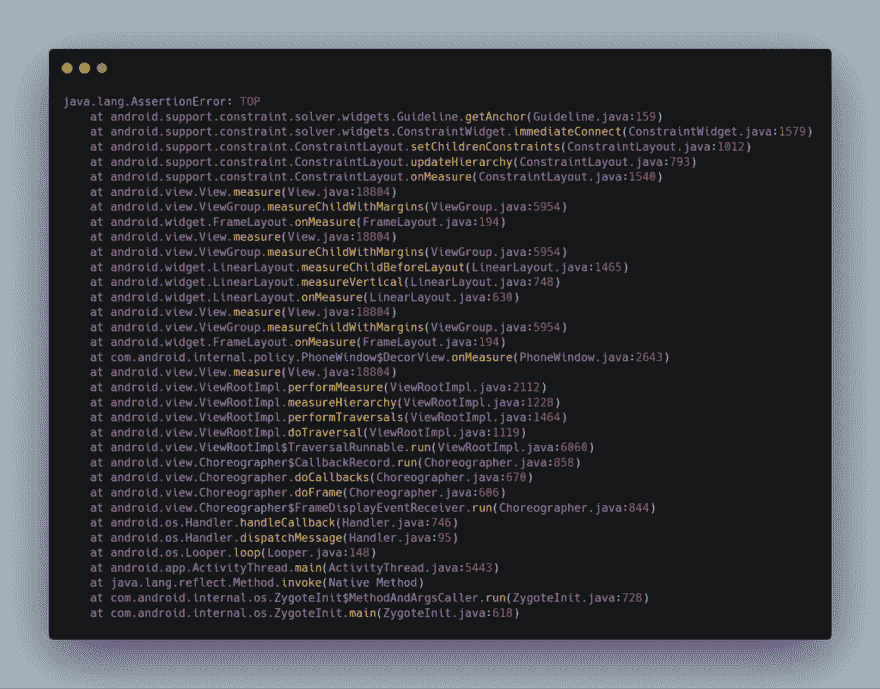 java.lang.AssertionError: TOP
at android.support.constraint.solver.widgets.Guideline.getAnchor(Guideline.java:159)
at android.support.constraint.solver.widgets.ConstraintWidget.immediateConnect(ConstraintWidget.java:1579)
at android.support.constraint.ConstraintLayout.setChildrenConstraints(ConstraintLayout.java:1012)
at android.support.constraint.ConstraintLayout.updateHierarchy(ConstraintLayout.java:793)
at android.support.constraint.ConstraintLayout.onMeasure(ConstraintLayout.java:1540)
at android.view.View.measure(View.java:18804)
at android.view.ViewGroup.measureChildWithMargins(ViewGroup.java:5954)
at android.widget.FrameLayout.onMeasure(FrameLayout.java:194)
at android.view.View.measure(View.java:18804)
at android.view.ViewGroup.measureChildWithMargins(ViewGroup.java:5954)
at android.widget.LinearLayout.measureChildBeforeLayout(LinearLayout.java:1465)
at android.widget.LinearLayout.measureVertical(LinearLayout.java:748)
at android.widget.LinearLayout.onMeasure(LinearLayout.java:630)
at android.view.View.measure(View.java:18804)
at android.view.ViewGroup.measureChildWithMargins(ViewGroup.java:5954)
at android.widget.FrameLayout.onMeasure(FrameLayout.java:194)
at com.android.internal.policy.PhoneWindow$DecorView.onMeasure(PhoneWindow.java:2643)
at android.view.View.measure(View.java:18804)
at android.view.ViewRootImpl.performMeasure(ViewRootImpl.java:2112)
at android.view.ViewRootImpl.measureHierarchy(ViewRootImpl.java:1228)
at android.view.ViewRootImpl.performTraversals(ViewRootImpl.java:1464)
at android.view.ViewRootImpl.doTraversal(ViewRootImpl.java:1119)
at android.view.ViewRootImpl$TraversalRunnable.run(ViewRootImpl.java:6060)
at android.view.Choreographer$CallbackRecord.run(Choreographer.java:858)
at android.view.Choreographer.doCallbacks(Choreographer.java:670)
at android.view.Choreographer.doFrame(Choreographer.java:606)
at android.view.Choreographer$FrameDisplayEventReceiver.run(Choreographer.java:844)
at android.os.Handler.handleCallback(Handler.java:746)
at android.os.Handler.dispatchMessage(Handler.java:95)
at android.os.Looper.loop(Looper.java:148)
at android.app.ActivityThread.main(ActivityThread.java:5443)
at java.lang.reflect.Method.invoke(Native Method)
at com.android.internal.os.ZygoteInit$MethodAndArgsCaller.run(ZygoteInit.java:728)
at com.android.internal.os.ZygoteInit.main(ZygoteInit.java:618)